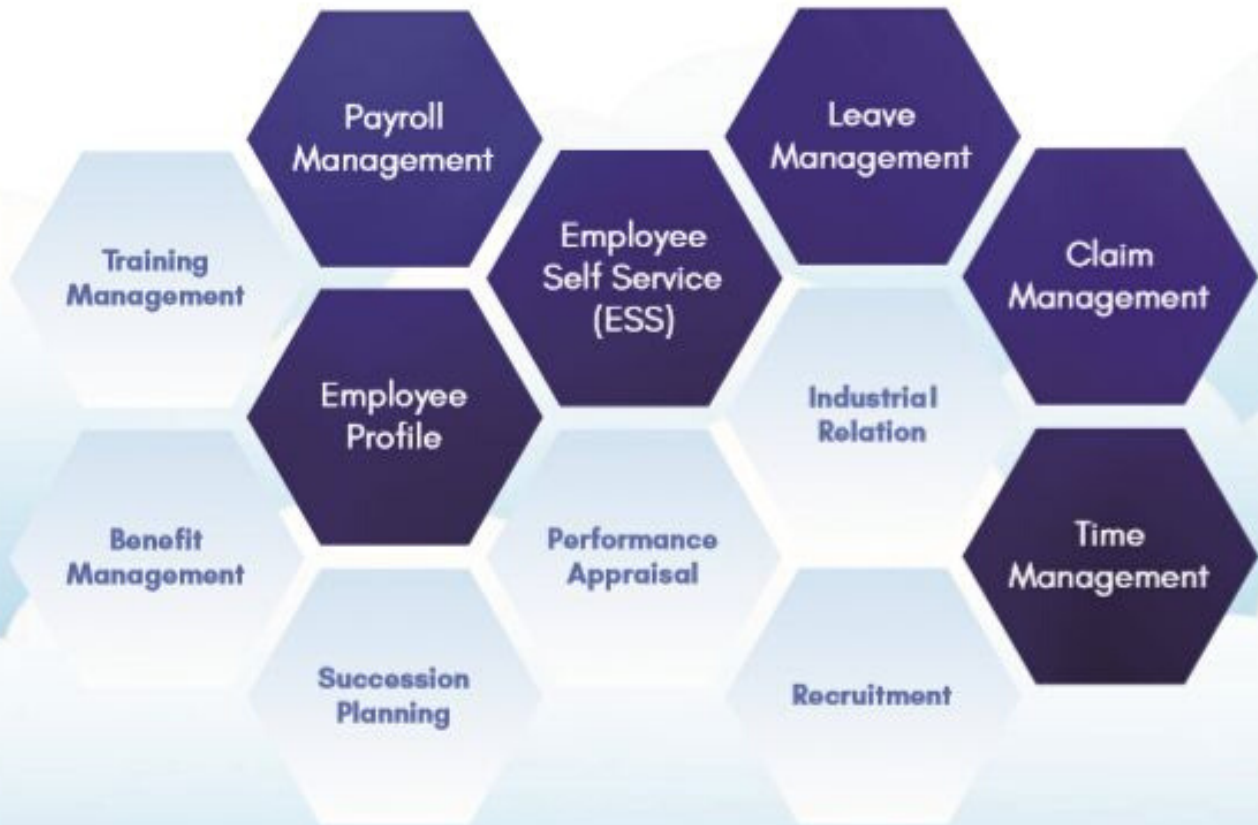 Payroll
Management
Leave
Management
Training
Management
Employee
Self Service
(ESS)
Claim
Management
Employee
Profile
Industrial
Relation
Benefit
Management
Performance
Appraisal
Time
Management
Succession
Planning
Recruitment